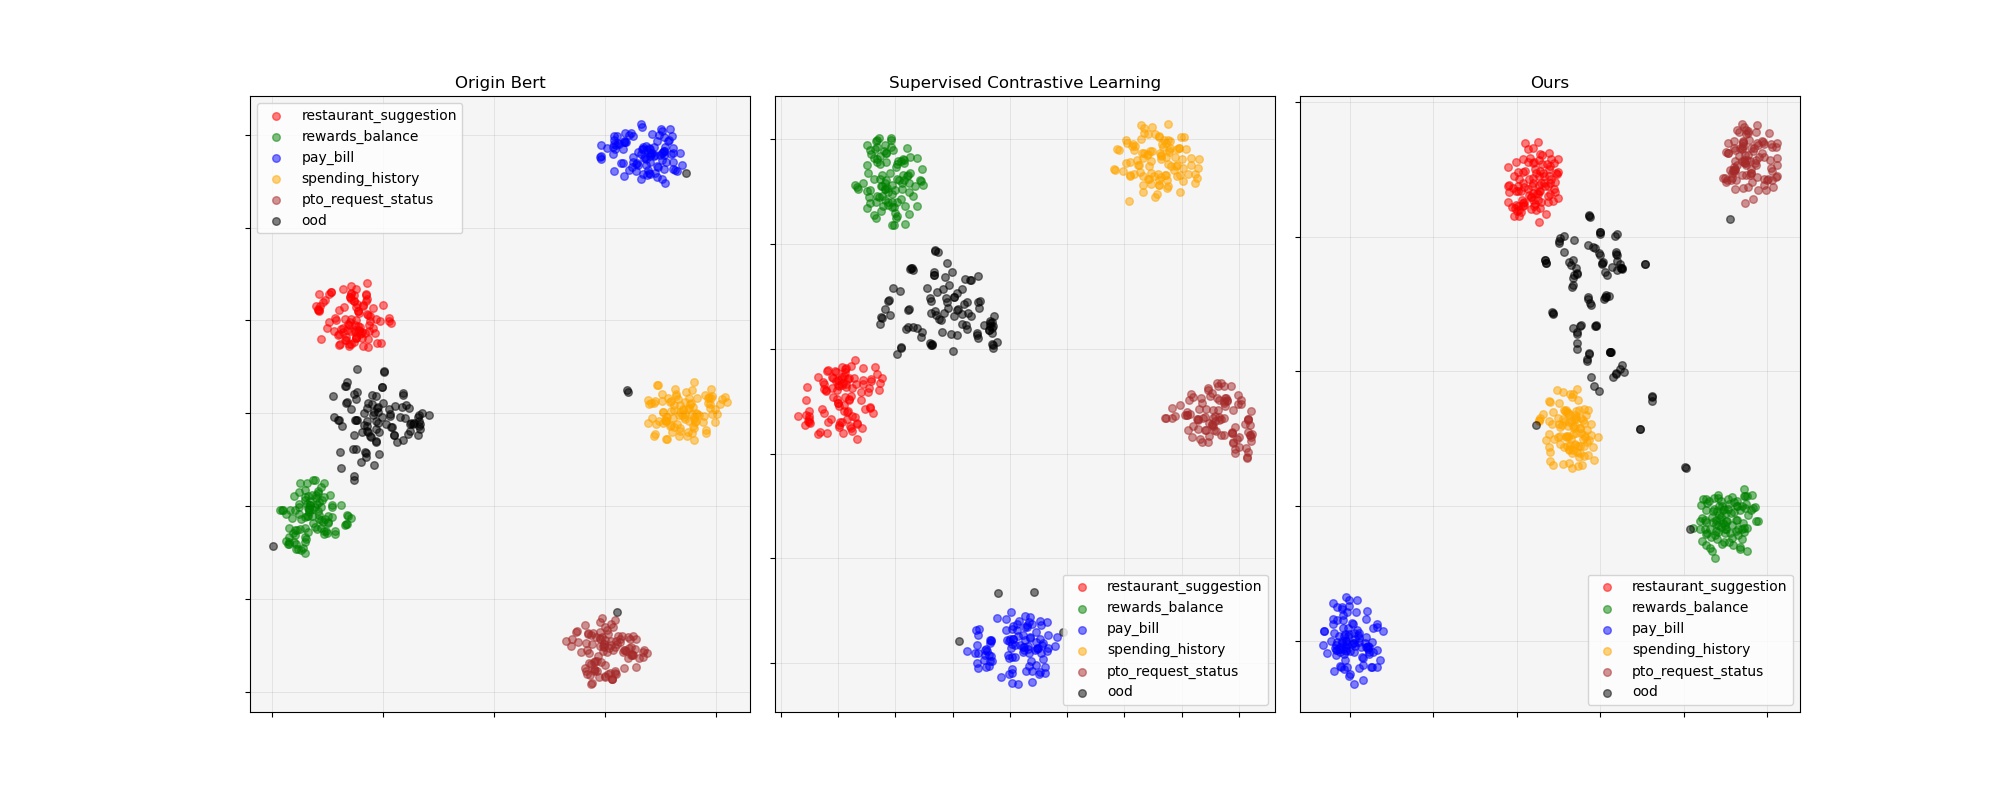 Origin Bert
restaurant_suggestion
rewards_balance
pay_bill
spending_history
pto_request_status
ood
Supervised Contrastive Learning
restaurant_suggestion
rewards_balance
pay_bill
spending_history
pto_request_status
ood
Ours
restaurant_suggestion
rewards_balance
pay_bill
spending_history
pto_request_status
ood